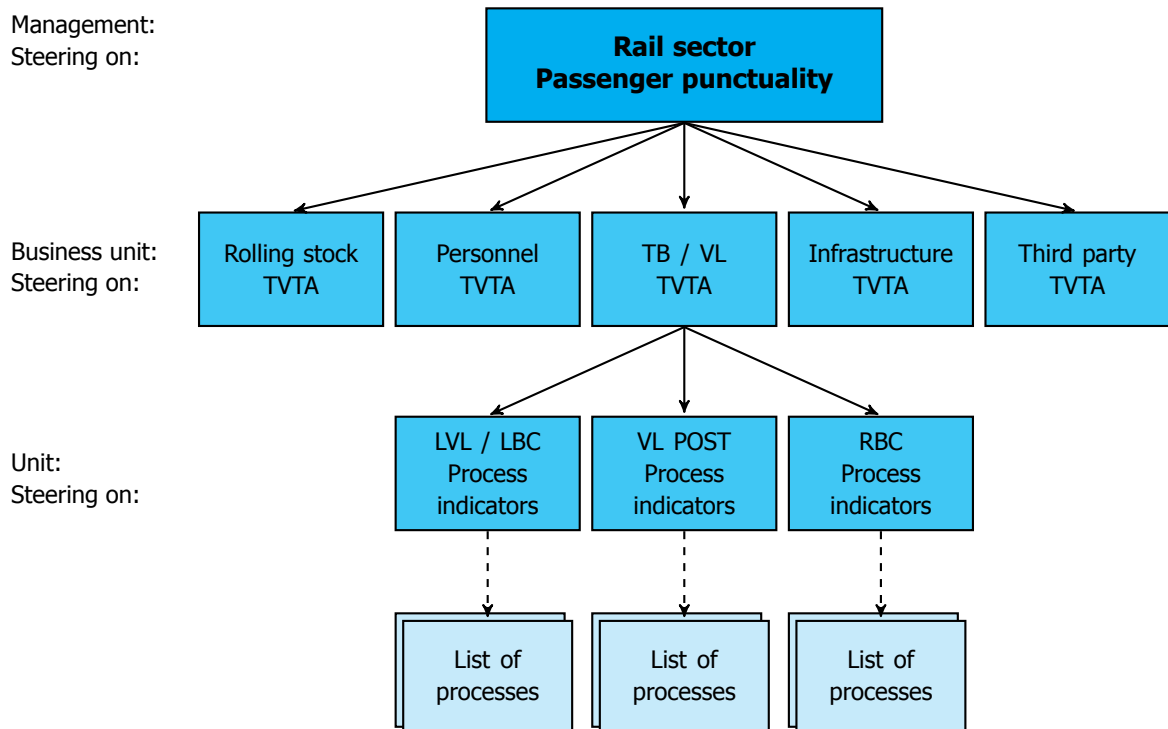 Management:
Steering on:
Rail sector
Passenger punctuality
Business unit:
Steering on:
Rolling stock
TVTA
Personnel
TVTA
TB / VL
TVTA
Infrastructure
TVTA
Third party
TVTA
Unit:
Steering on:
LVL / LBC
Process
indicators
VL POST
Process
indicators
RBC
Process
indicators
List of
processes
List of
processes
List of
processes